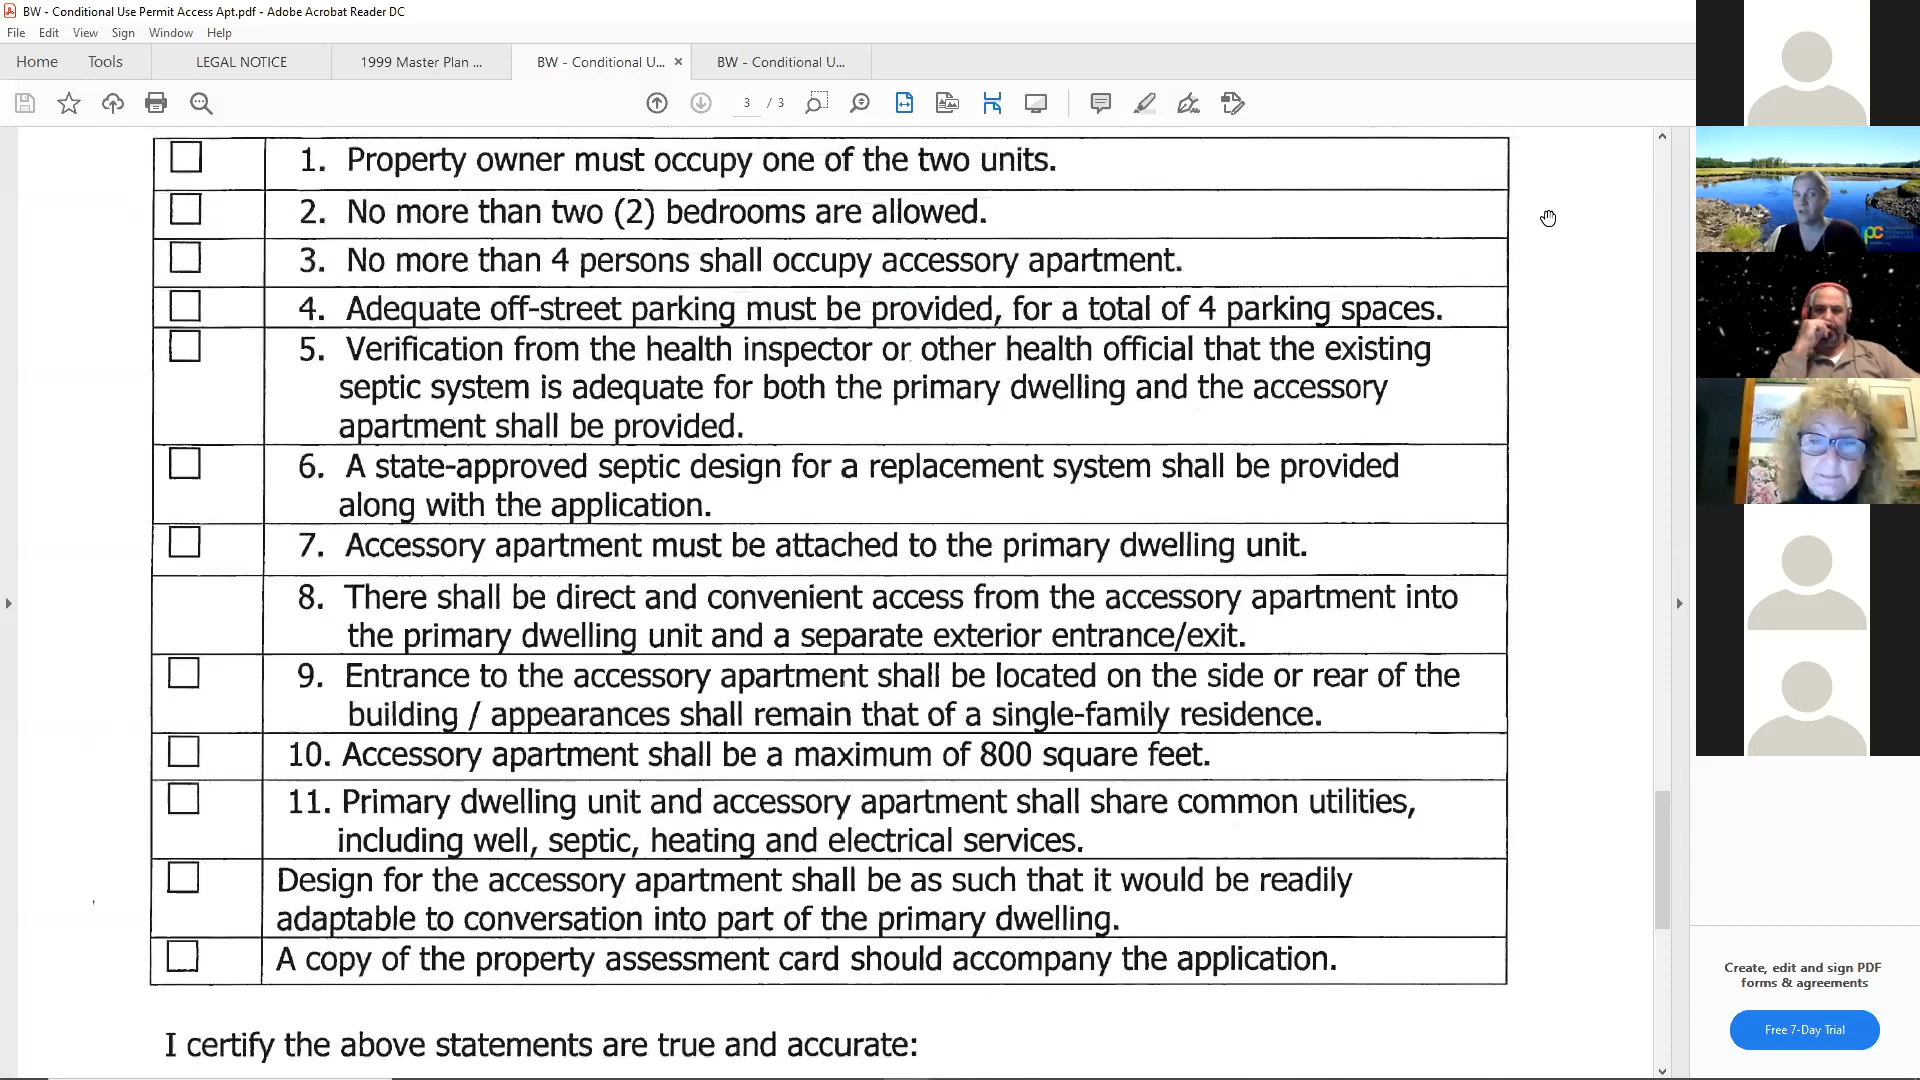 BW - Conditional Use Permit Access Apt.pdf - Adobe Acrobat Reader DC
File Edit View Sign Window Help
Home Tools LEGAL NOTICE 1999 Master Plan ... BW - Conditional U... × BW - Conditional U...
3 / 3
1. Property owner must occupy one of the two units.
2. No more than two (2) bedrooms are allowed.
3. No more than 4 persons shall occupy accessory apartment.
4. Adequate off-street parking must be provided, for a total of 4 parking spaces.
5. Verification from the health inspector or other health official that the existing
septic system is adequate for both the primary dwelling and the accessory
apartment shall be provided.
6. A state-approved septic design for a replacement system shall be provided
along with the application.
7. Accessory apartment must be attached to the primary dwelling unit.
8. There shall be direct and convenient access from the accessory apartment into
the primary dwelling unit and a separate exterior entrance/exit.
9. Entrance to the accessory apartment shall be located on the side or rear of the
building / appearances shall remain that of a single-family residence.
10. Accessory apartment shall be a maximum of 800 square feet.
11. Primary dwelling unit and accessory apartment shall share common utilities,
including well, septic, heating and electrical services.
Design for the accessory apartment shall be as such that it would be readily
adaptable to conversation into part of the primary dwelling.
A copy of the property assessment card should accompany the application.
I certify the above statements are true and accurate:
pc
Create, edit and sign PDF
forms & agreements
Free 7-Day Trial